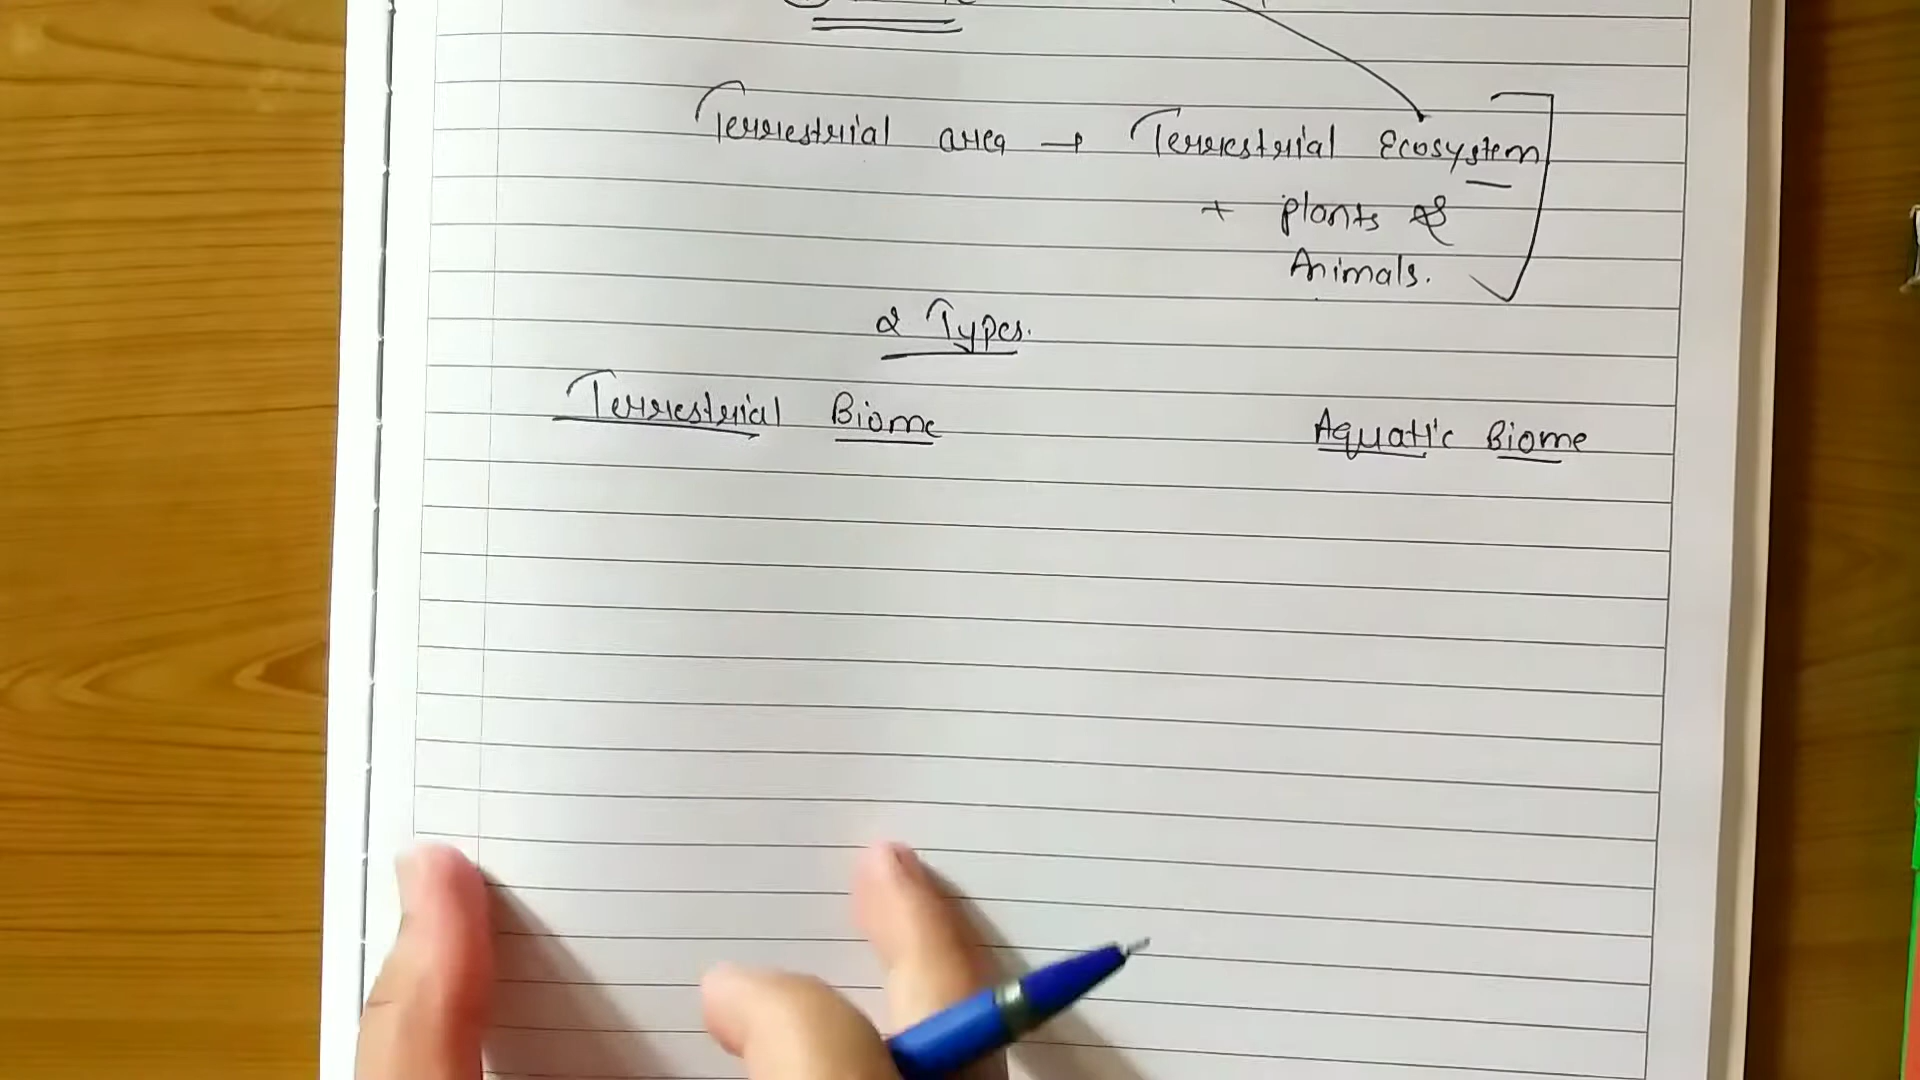 Terrestrial area → Terrestrial Ecosystem
+ plants &
Animals.
2 Types.
Terrestrial Biome Aquatic Biome